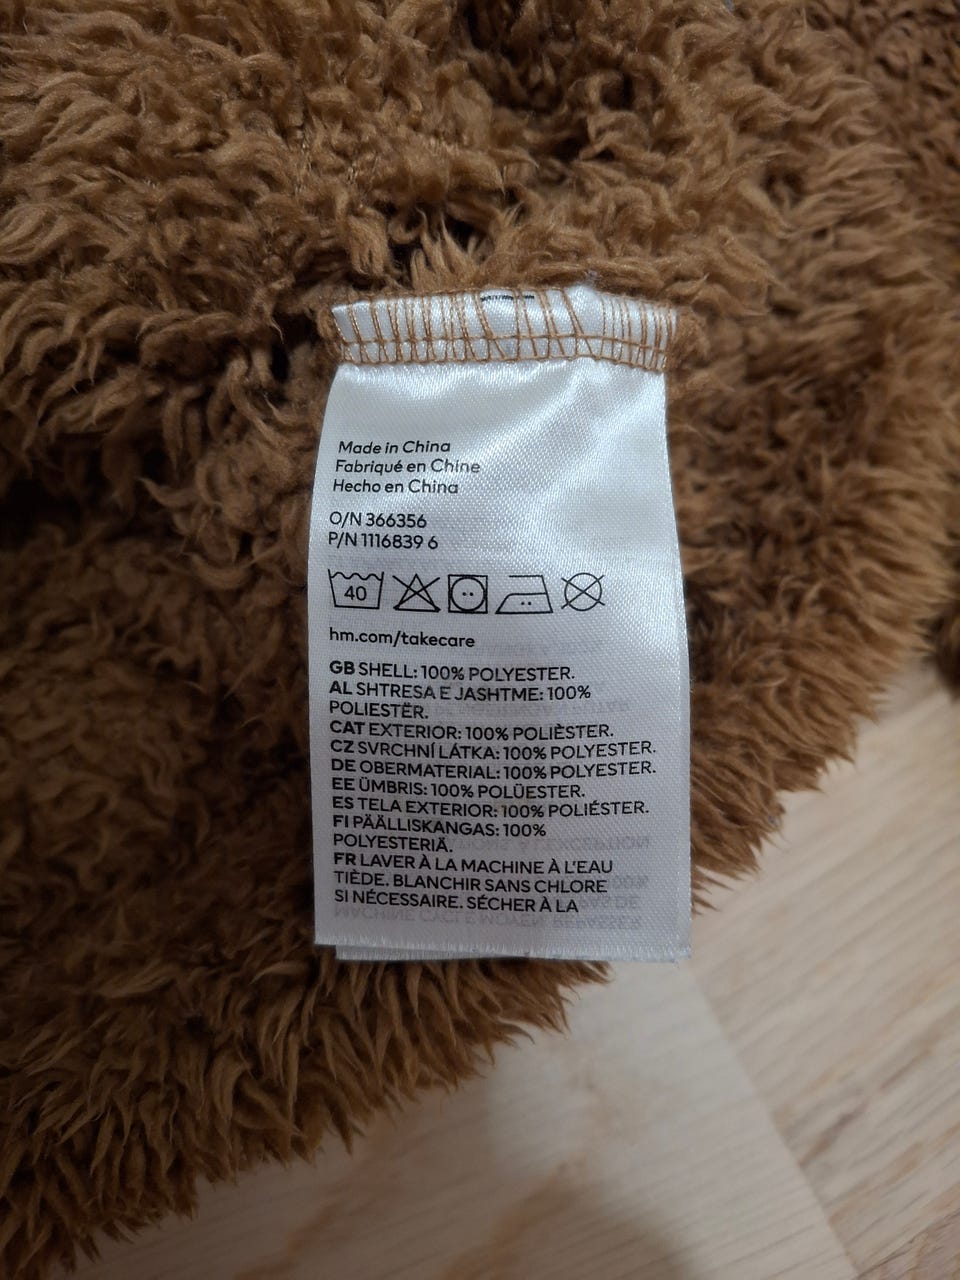 Made in China
Fabriqué en Chine
Hecho en China
O/N 366356
P/N 1116839 6
40
hm.com/takecare
GB SHELL: 100% POLYESTER.
AL SHTRESA E JASHTME: 100%
POLIESTËR.
CAT EXTERIOR: 100% POLIÈSTER.
CZ SVRCHNÍ LÁTKA: 100% POLYESTER.
DE OBERMATERIAL: 100% POLYESTER.
EE ÜMBRIS: 100% POLÜESTER.
ES TELA EXTERIOR: 100% POLIÉSTER.
FI PÄÄLLISKANGAS: 100%
POLYESTERIÄ.
FR LAVER À LA MACHINE À L'EAU
TIÈDE. BLANCHIR SANS CHLORE
SI NÉCESSAIRE. SÉCHER À LA